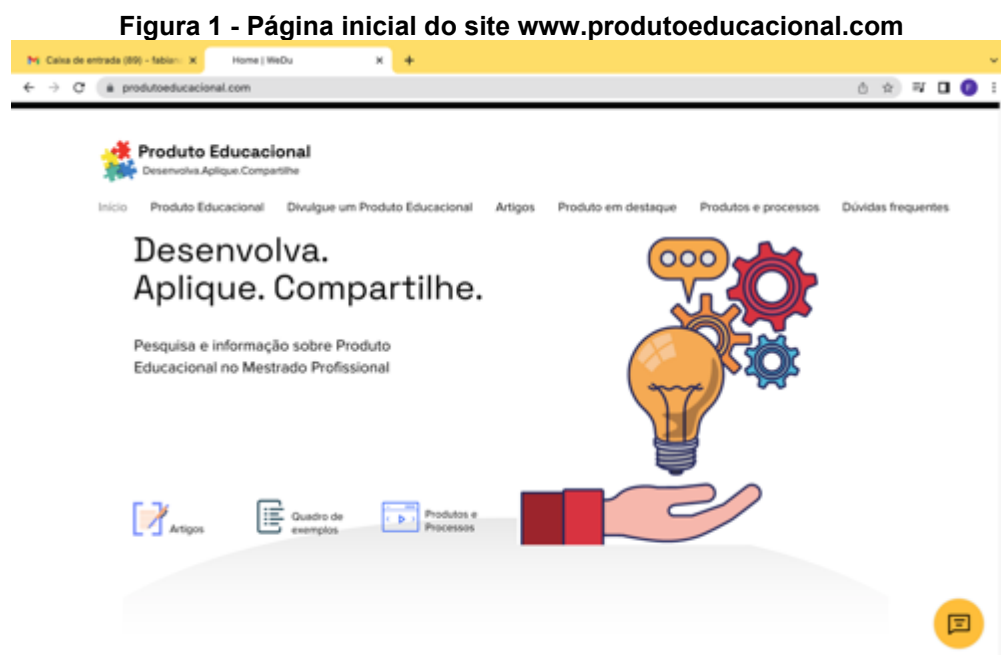 Figura 1 - Página inicial do site www.produtoeducacional.com
Caixa de entrada (89) - fabian
Home | WeDu
produtoeducacional.com
F
Produto Educacional
Desenvolva.Aplique.Compartilhe
Início Produto Educacional Divulgue um Produto Educacional Artigos Produto em destaque Produtos e processos Dúvidas frequentes
Desenvolva.
Aplique. Compartilhe.
Pesquisa e informação sobre Produto
Educacional no Mestrado Profissional
Artigos
Quadro de
exemplos
Produtos e
Processos